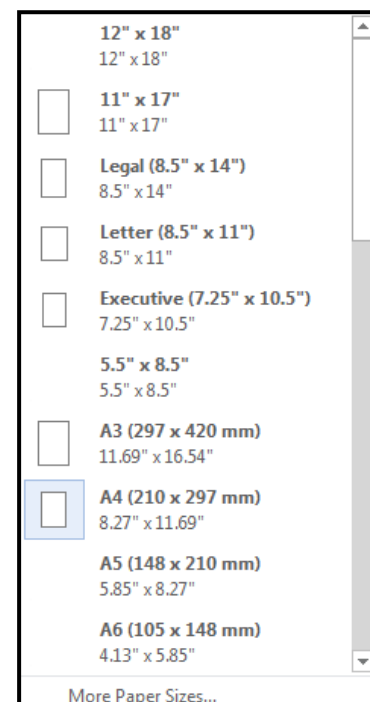 12" x 18"
12" x 18"
11" x 17"
11" x 17"
Legal (8.5" x 14")
8.5" x 14"
Letter (8.5" x 11")
8.5" x 11"
Executive (7.25" x 10.5")
7.25" x 10.5"
5.5" x 8.5"
5.5" x 8.5"
A3 (297 x 420 mm)
11.69" x 16.54"
A4 (210 x 297 mm)
8.27" x 11.69"
A5 (148 x 210 mm)
5.85" x 8.27"
A6 (105 x 148 mm)
4.13" x 5.85"
More Paper Sizes...